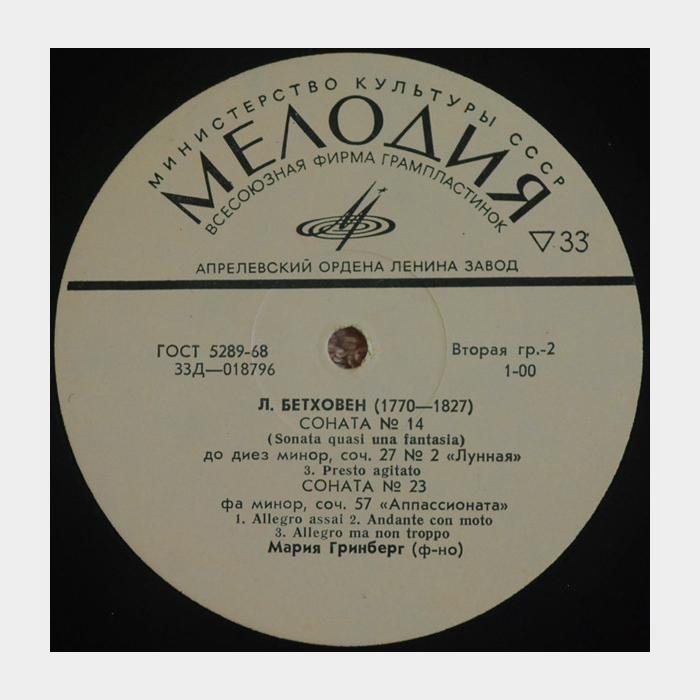 МИНИСТЕРСТВО КУЛЬТУРЫ СССР
МЕЛОДИЯ
ВСЕСОЮЗНАЯ ФИРМА ГРАМПЛАСТИНОК
▽33
АПРЕЛЕВСКИЙ ОРДЕНА ЛЕНИНА ЗАВОД
ГОСТ 5289-68
33Д—018796
Вторая гр.-2
1-00
Л. БЕТХОВЕН (1770—1827)
СОНАТА № 14
(Sonata quasi una fantasia)
до диез минор, соч. 27 № 2 «Лунная»
3. Presto agitato
СОНАТА № 23
фа минор, соч. 57 «Аппассионата»
1. Allegro assai 2. Andante con moto
3. Allegro ma non troppo
Мария Гринберг (ф-но)